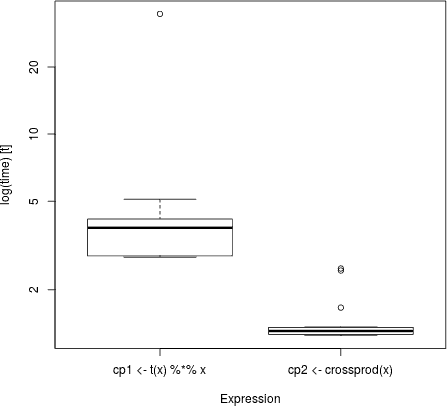 log(time) [t]
20
10
5
2
cp1 <- t(x) %*% x
cp2 <- crossprod(x)
Expression